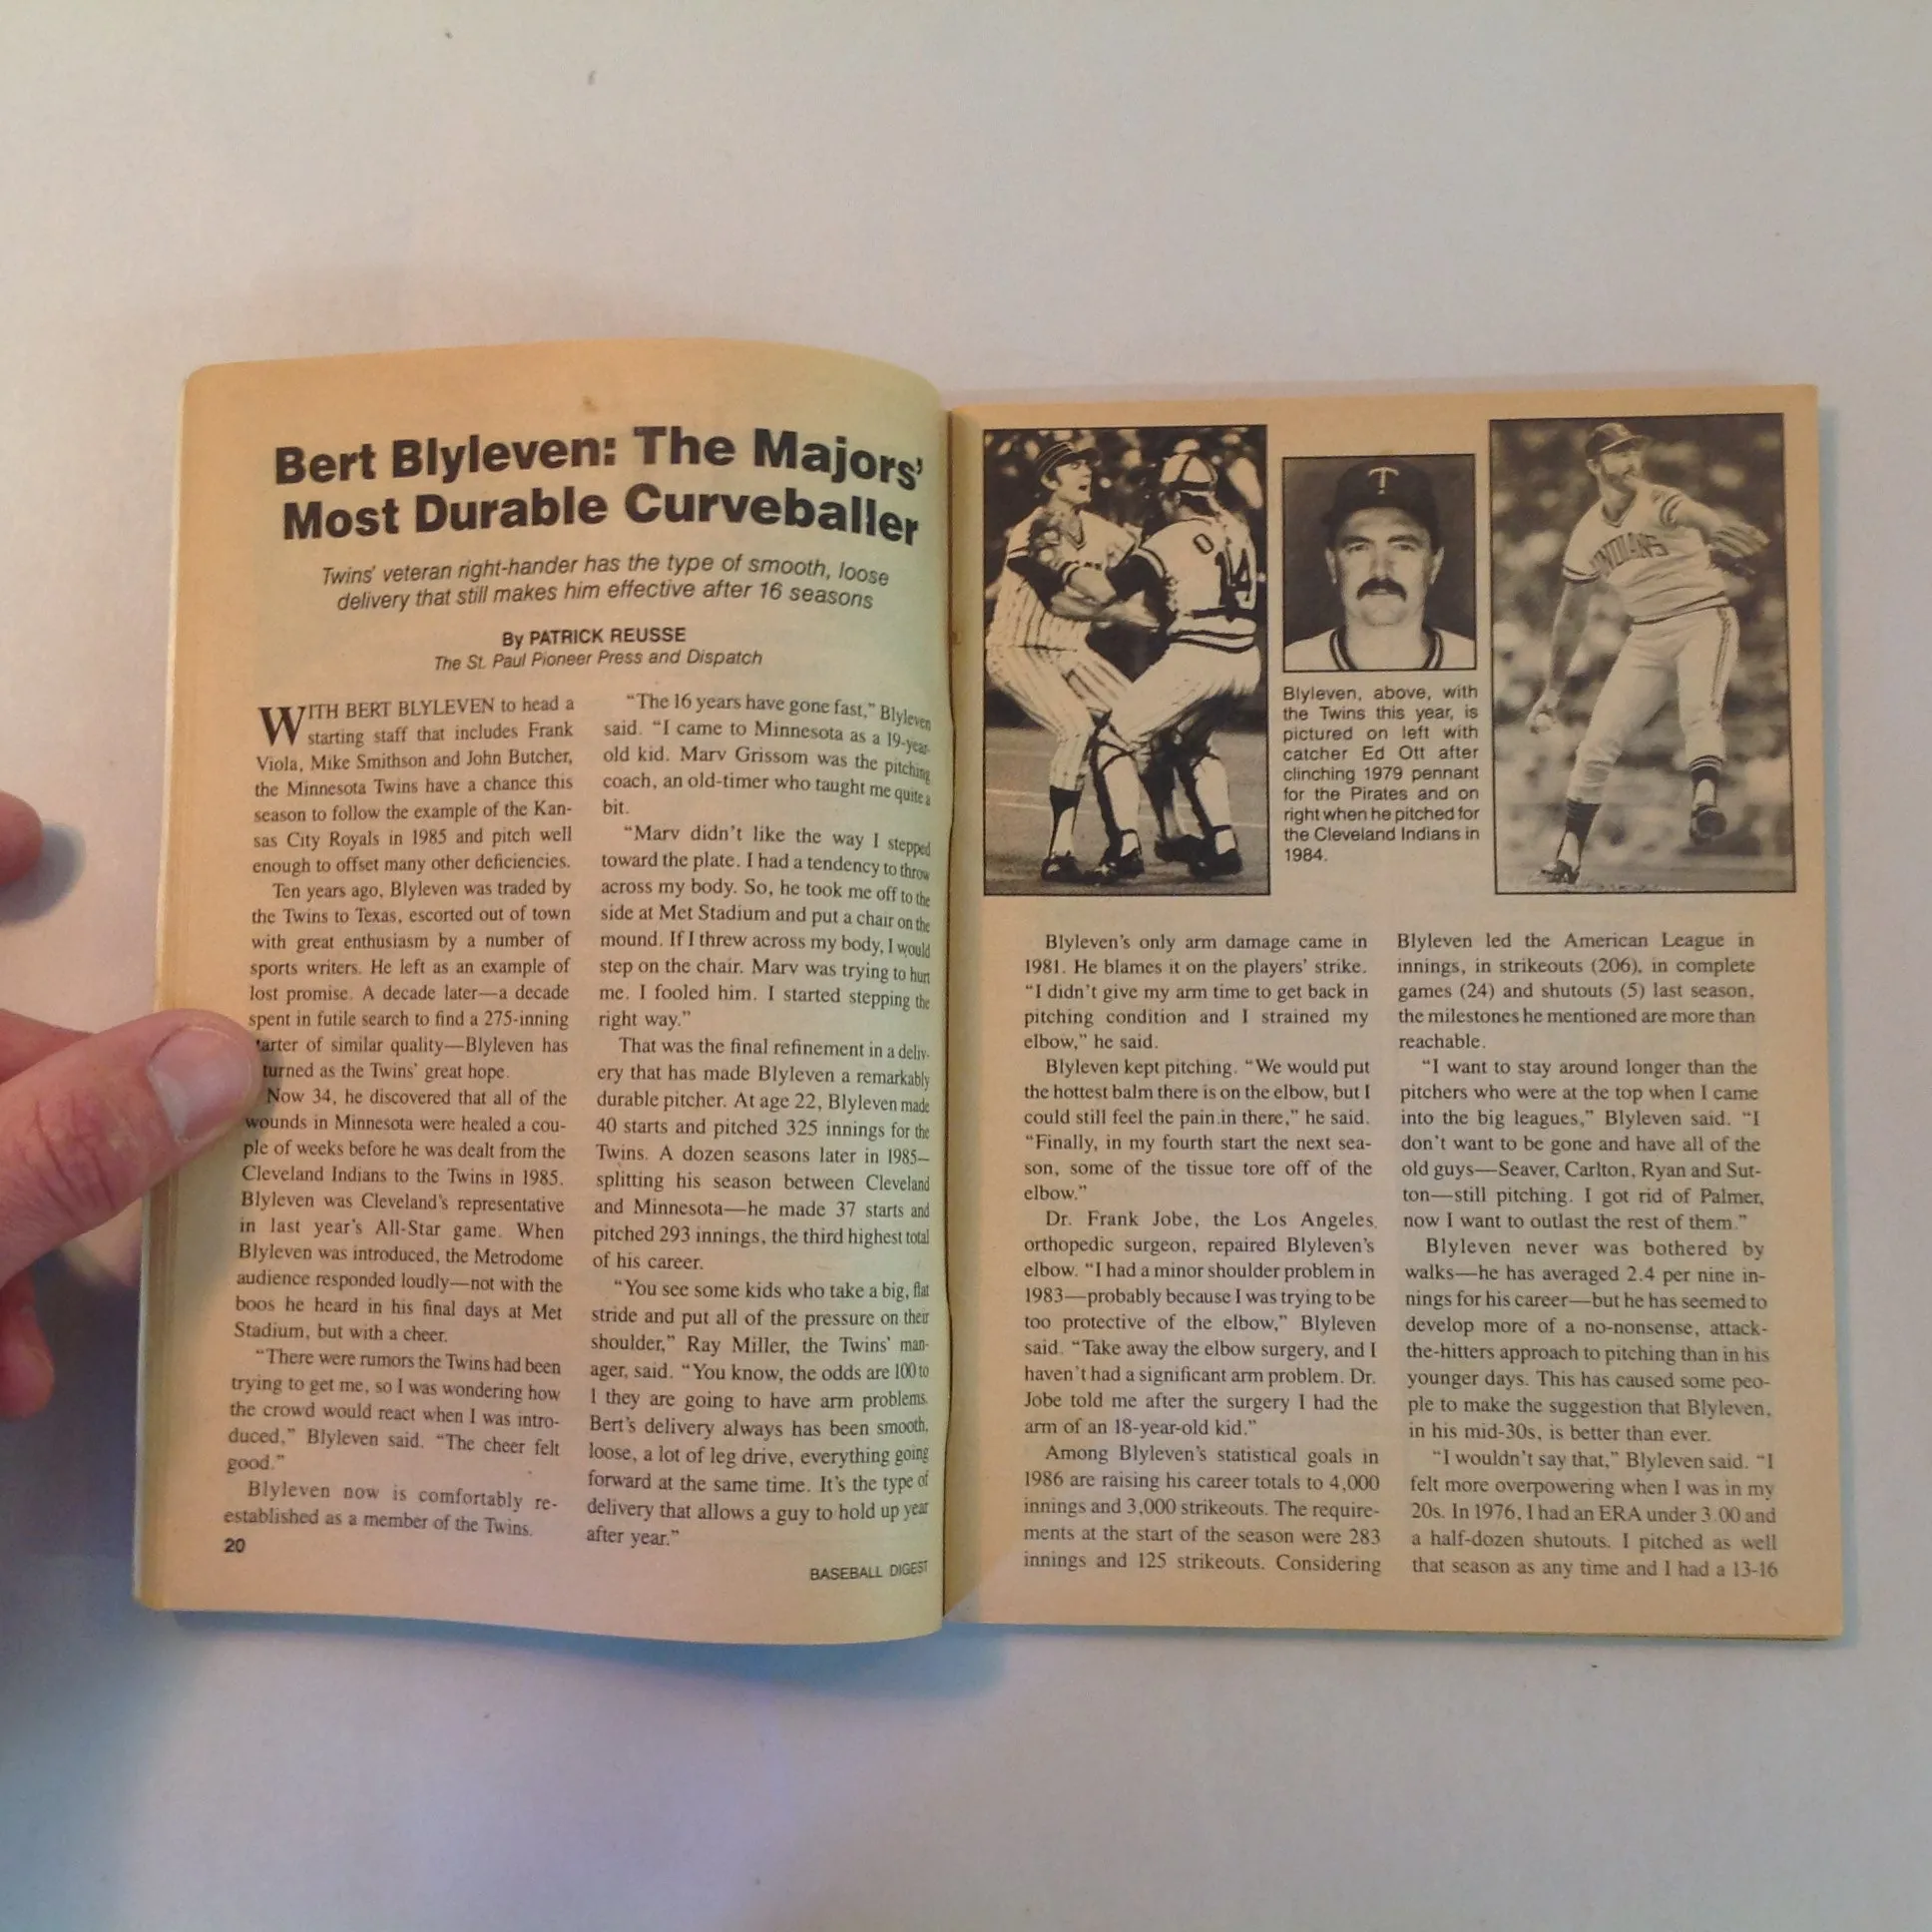 Bert Blyleven: The Majors'
Most Durable Curveballer
Twins' veteran right-hander has the type of smooth, loose
delivery that still makes him effective after 16 seasons
By PATRICK REUSSE
The St. Paul Pioneer Press and Dispatch
WITH BERT BLYLEVEN to head a
starting staff that includes Frank
Viola, Mike Smithson and John Butcher,
the Minnesota Twins have a chance this
season to follow the example of the Kan-
sas City Royals in 1985 and pitch well
enough to offset many other deficiencies.
Ten years ago, Blyleven was traded by
the Twins to Texas, escorted out of town
with great enthusiasm by a number of
sports writers. He left as an example of
lost promise. A decade later—a decade
spent in futile search to find a 275-inning
tarter of similar quality—Blyleven has
turned as the Twins' great hope.
Now 34, he discovered that all of the
wounds in Minnesota were healed a cou-
ple of weeks before he was dealt from the
Cleveland Indians to the Twins in 1985.
Blyleven was Cleveland's representative
in last year's All-Star game. When
Blyleven was introduced, the Metrodome
audience responded loudly—not with the
boos he heard in his final days at Met
Stadium, but with a cheer.
"There were rumors the Twins had been
trying to get me, so I was wondering how
the crowd would react when I was intro-
duced," Blyleven said. "The cheer felt
good."
Blyleven now is comfortably re-
established as a member of the Twins.
20
"The 16 years have gone fast," Blyleven
said. "I came to Minnesota as a 19-year-
old kid. Marv Grissom was the pitching
coach, an old-timer who taught me quite a
bit.
"Marv didn't like the way I stepped
toward the plate. I had a tendency to throw
across my body. So, he took me off to the
side at Met Stadium and put a chair on the
mound. If I threw across my body, I would
step on the chair. Marv was trying to hurt
me. I fooled him. I started stepping the
right way."
That was the final refinement in a deliv-
ery that has made Blyleven a remarkably
durable pitcher. At age 22, Blyleven made
40 starts and pitched 325 innings for the
Twins. A dozen seasons later in 1985—
splitting his season between Cleveland
and Minnesota—he made 37 starts and
pitched 293 innings, the third highest total
of his career.
"You see some kids who take a big, flat
stride and put all of the pressure on their
shoulder," Ray Miller, the Twins' man-
ager, said. "You know, the odds are 100 to
1 they are going to have arm problems.
Bert's delivery always has been smooth,
loose, a lot of leg drive, everything going
forward at the same time. It's the type of
delivery that allows a guy to hold up year
after year."
BASEBALL DIGEST
0
14
T
INDIANS
Blyleven, above, with
the Twins this year, is
pictured on left with
catcher Ed Ott after
clinching 1979 pennant
for the Pirates and on
right when he pitched for
the Cleveland Indians in
1984.
Blyleven's only arm damage came in
1981. He blames it on the players' strike.
"I didn't give my arm time to get back in
pitching condition and I strained my
elbow," he said.
Blyleven kept pitching. "We would put
the hottest balm there is on the elbow, but I
could still feel the pain in there," he said.
"Finally, in my fourth start the next sea-
son, some of the tissue tore off of the
elbow."
Dr. Frank Jobe, the Los Angeles
orthopedic surgeon, repaired Blyleven's
elbow. "I had a minor shoulder problem in
1983—probably because I was trying to be
too protective of the elbow," Blyleven
said. "Take away the elbow surgery, and I
haven't had a significant arm problem. Dr.
Jobe told me after the surgery I had the
arm of an 18-year-old kid."
Among Blyleven's statistical goals in
1986 are raising his career totals to 4,000
innings and 3,000 strikeouts. The require-
ments at the start of the season were 283
innings and 125 strikeouts. Considering
Blyleven led the American League in
innings, in strikeouts (206), in complete
games (24) and shutouts (5) last season,
the milestones he mentioned are more than
reachable.
"I want to stay around longer than the
pitchers who were at the top when I came
into the big leagues," Blyleven said. "I
don't want to be gone and have all of the
old guys—Seaver, Carlton, Ryan and Sut-
ton—still pitching. I got rid of Palmer,
now I want to outlast the rest of them."
Blyleven never was bothered by
walks—he has averaged 2.4 per nine in-
nings for his career—but he has seemed to
develop more of a no-nonsense, attack-
the-hitters approach to pitching than in his
younger days. This has caused some peo-
ple to make the suggestion that Blyleven,
in his mid-30s, is better than ever.
"I wouldn't say that," Blyleven said. "I
felt more overpowering when I was in my
20s. In 1976, I had an ERA under 3.00 and
a half-dozen shutouts. I pitched as well
that season as any time and I had a 13-16